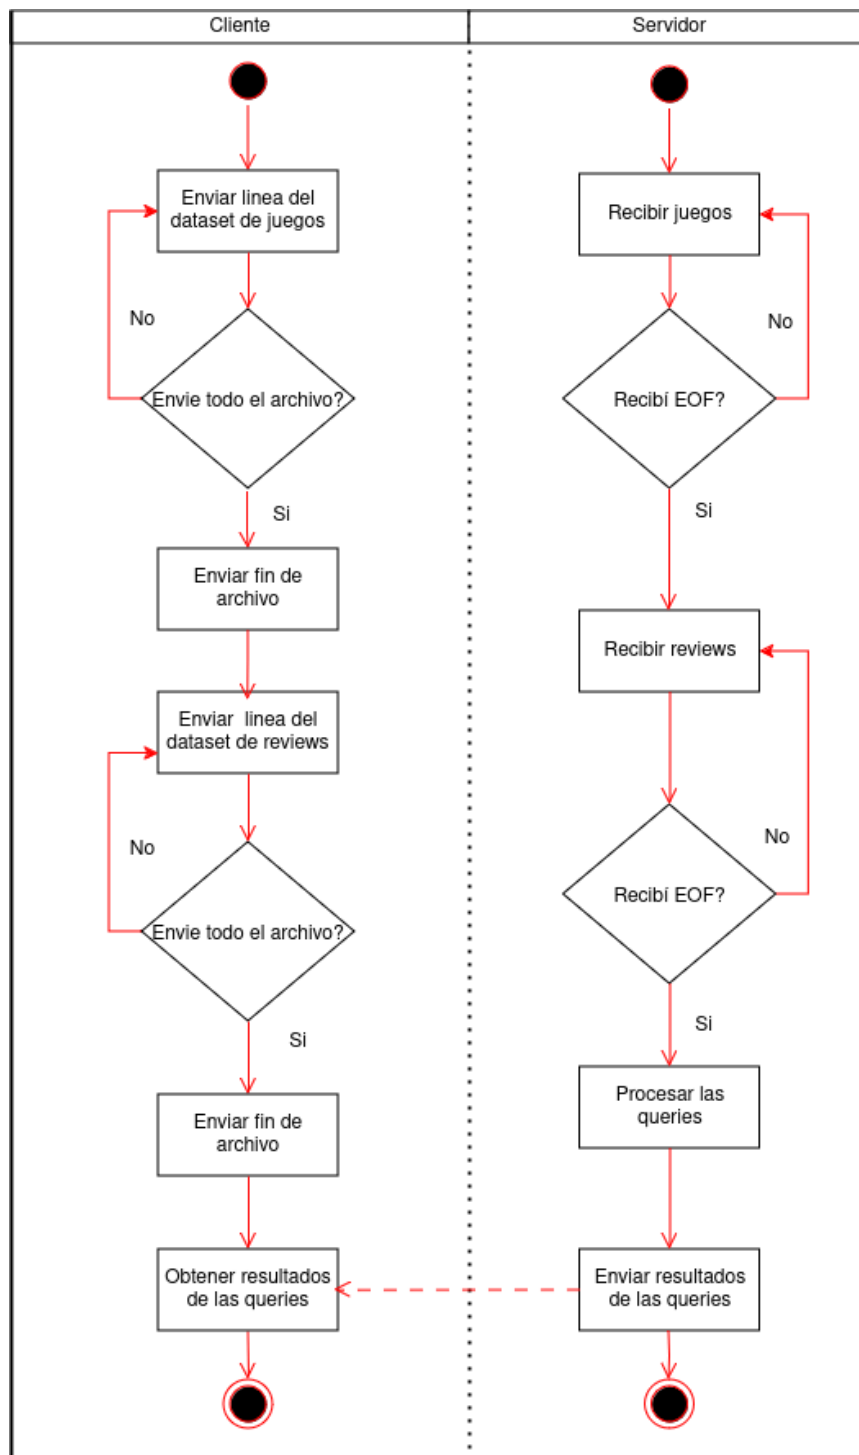 Cliente
Servidor
Enviar linea del
dataset de juegos
No
Envie todo el archivo?
Si
Enviar fin de
archivo
Enviar linea del
dataset de reviews
No
Envie todo el archivo?
Si
Enviar fin de
archivo
Obtener resultados
de las queries
Recibir juegos
No
Recibí EOF?
Si
Recibir reviews
No
Recibí EOF?
Si
Procesar las
queries
Enviar resultados
de las queries